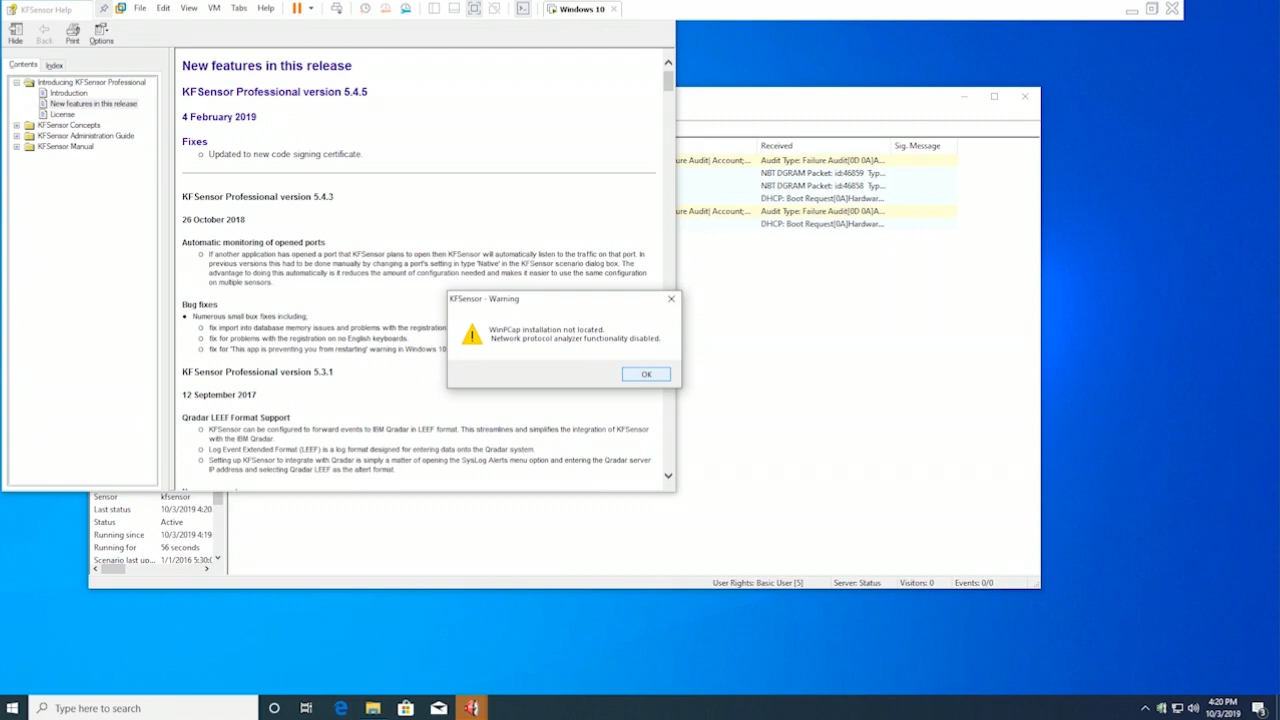 KFSensor Help
File Edit View VM Tabs Help
Windows 10
Hide Back Print Options
Contents Index
Introducing KFSensor Professional
Introduction
New features in this release
License
KFSensor Concepts
KFSensor Administration Guide
KFSensor Manual
New features in this release
KFSensor Professional version 5.4.5
4 February 2019
Fixes
Updated to new code signing certificate.
KFSensor Professional version 5.4.3
26 October 2018
Automatic monitoring of opened ports
If another application has opened a port that KFSensor plans to open then KFSensor will automatically listen to the traffic on that port. In
previous versions this had to be done manually by changing a port's setting in type 'Native' in the KFSensor scenario dialog box. The
advantage to doing this automatically is it reduces the amount of configuration needed and makes it easier to use the same configuration
on multiple sensors.
Bug fixes
Numerous small bux fixes including;
fix import into database memory issues and problems with the registration
fix for problems with the registration on no English keyboards.
fix for 'This app is preventing you from restarting' warning in Windows 10
KFSensor Professional version 5.3.1
12 September 2017
Qradar LEEF Format Support
KFSensor can be configured to forward events to IBM Qradar in LEEF format. This streamlines and simplifies the integration of KFSensor
with the IBM Qradar.
Log Event Extended Format (LEEF) is a log format designed for entering data onto the Qradar system.
Setting up KFSensor to integrate with Qradar is simply a matter of opening the SysLog Alerts menu option and entering the Qradar server
IP address and selecting Qradar LEEF as the altert format.
KFSensor - Warning
WinPCap installation not located.
Network protocol analyzer functionality disabled.
OK
Received Sig. Message
ure Audit| Account;... Audit Type: Failure Audit[0D 0A]A...
NBT DGRAM Packet: id:46859 Typ...
NBT DGRAM Packet: id:46858 Typ...
DHCP: Boot Request[0A]Hardwar...
ure Audit| Account;... Audit Type: Failure Audit[0D 0A]A...
DHCP: Boot Request[0A]Hardwar...
Sensor kfsensor
Last status 10/3/2019 4:20
Status Active
Running since 10/3/2019 4:19
Running for 56 seconds
Scenario last up... 1/1/2016 5:30:0
User Rights: Basic User [5] Server: Status Visitors: 0 Events: 0/0
Type here to search
4:20 PM
10/3/2019